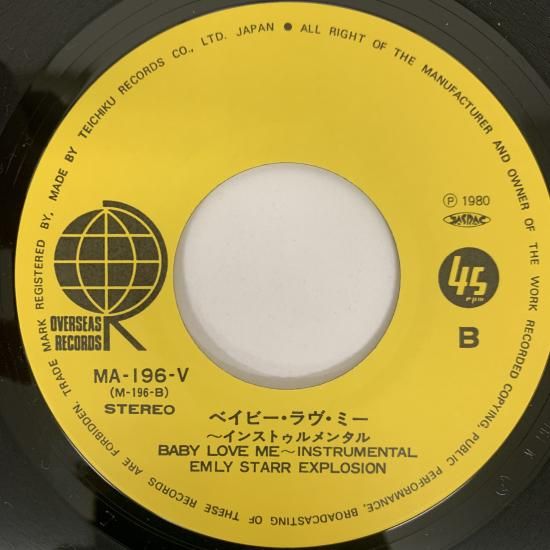 TRADE MARK REGISTERED BY, MADE BY TEICHIKU RECORDS CO., LTD. JAPAN ● ALL RIGHT OF THE MANUFACTURER AND OWNER OF THE WORK RECORDED. COPYING, PUBLIC PERFORMANCE, BROADCASTING OF THESE RECORDS ARE FORBIDDEN,
Ⓟ 1980
JASRAC
45
rpm
B
OVERSEAS
RECORDS
MA-196-V
(M-196-B)
STEREO
ベイビー・ラヴ・ミー
～インストゥルメンタル
BABY LOVE ME～INSTRUMENTAL
EMLY STARR EXPLOSION